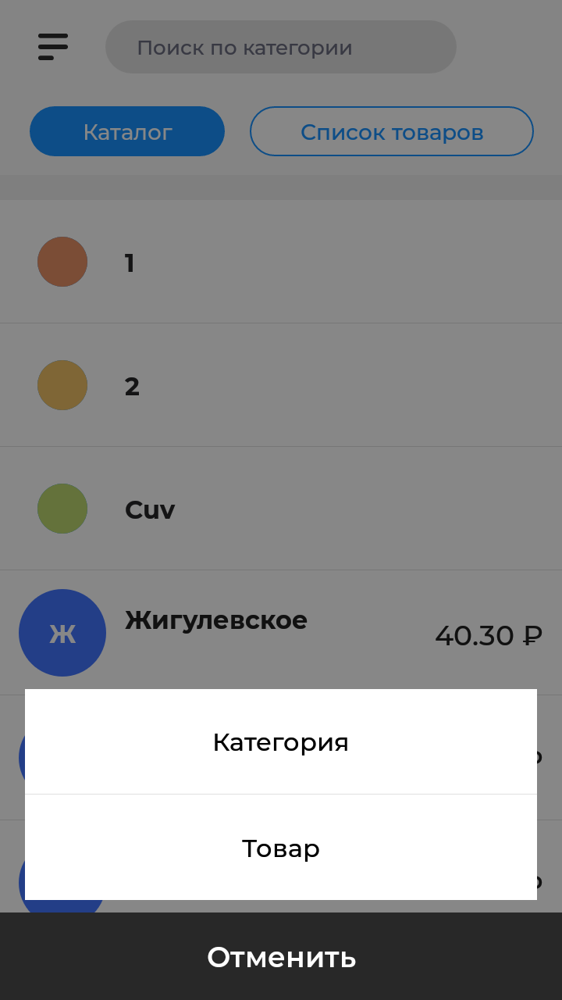 Поиск по категории
Каталог
Список товаров
1
2
Cuv
Ж
Жигулевское
40.30 ₽
Категория
Товар
Отменить